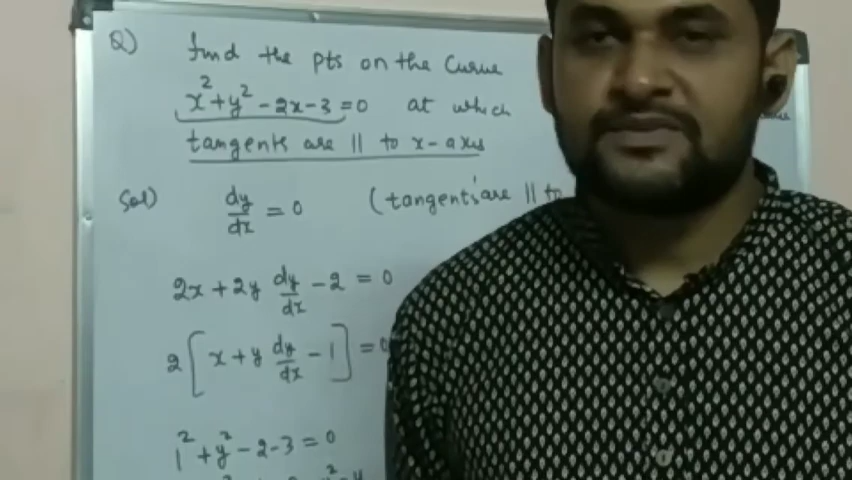 Q) find the pts on the curve
x²+y²-2x-3=0 at which
tangents are || to x-axis
Sol) dy/dx = 0 (tangents are || to
2x+2y dy/dx -2 = 0
2[x+y dy/dx -1] = 0
1²+y²-2-3=0